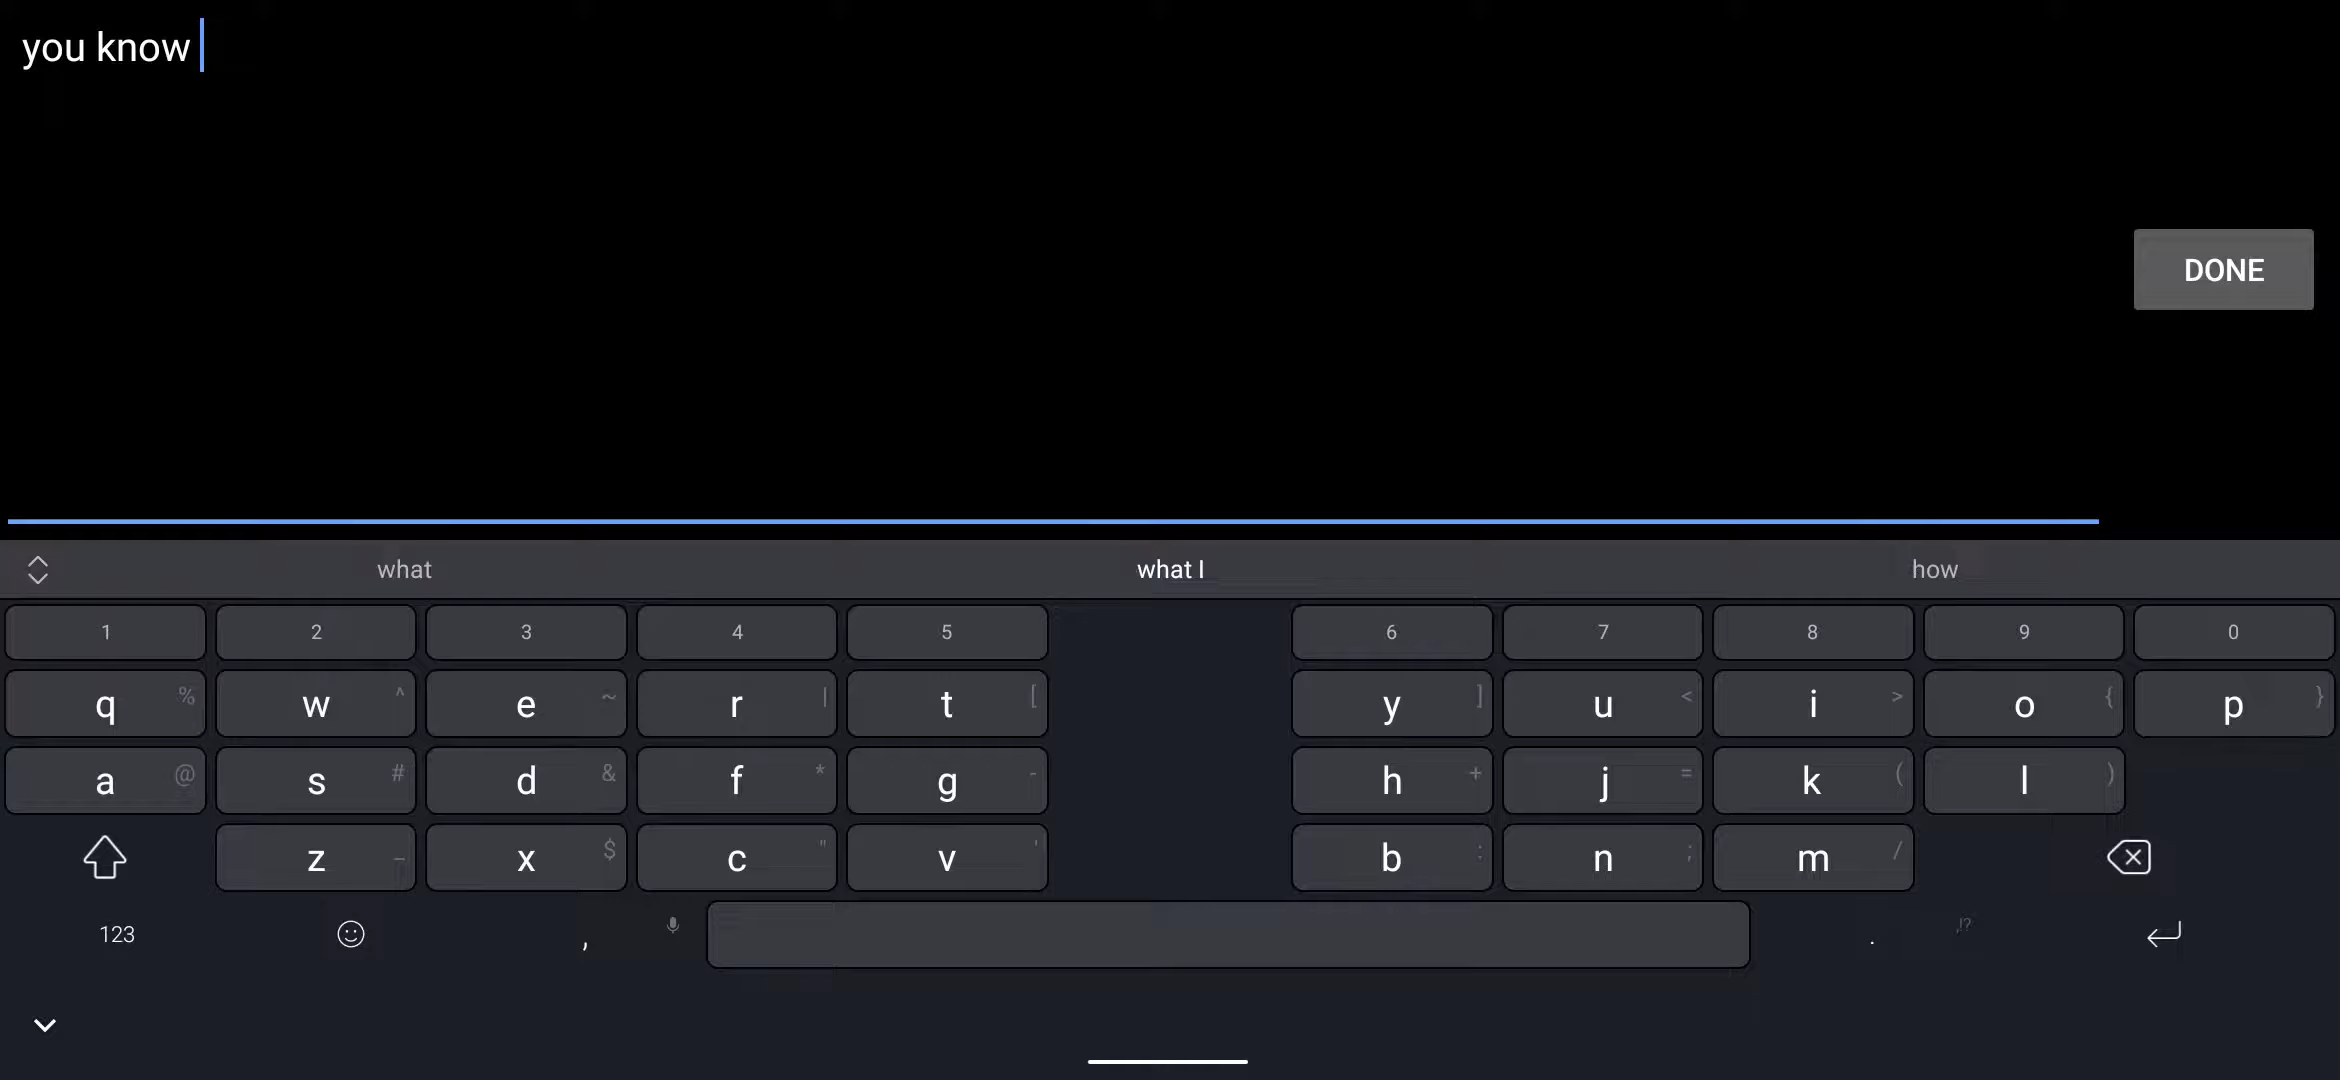 you know
DONE
what what I how
1 2 3 4 5 6 7 8 9 0
q % w ^ e ~ r | t [ y ] u < i > o { p }
a @ s # d & f * g - h + j = k ( l )
z _ x $ c " v ' b : n ; m /
123 , . ,!?